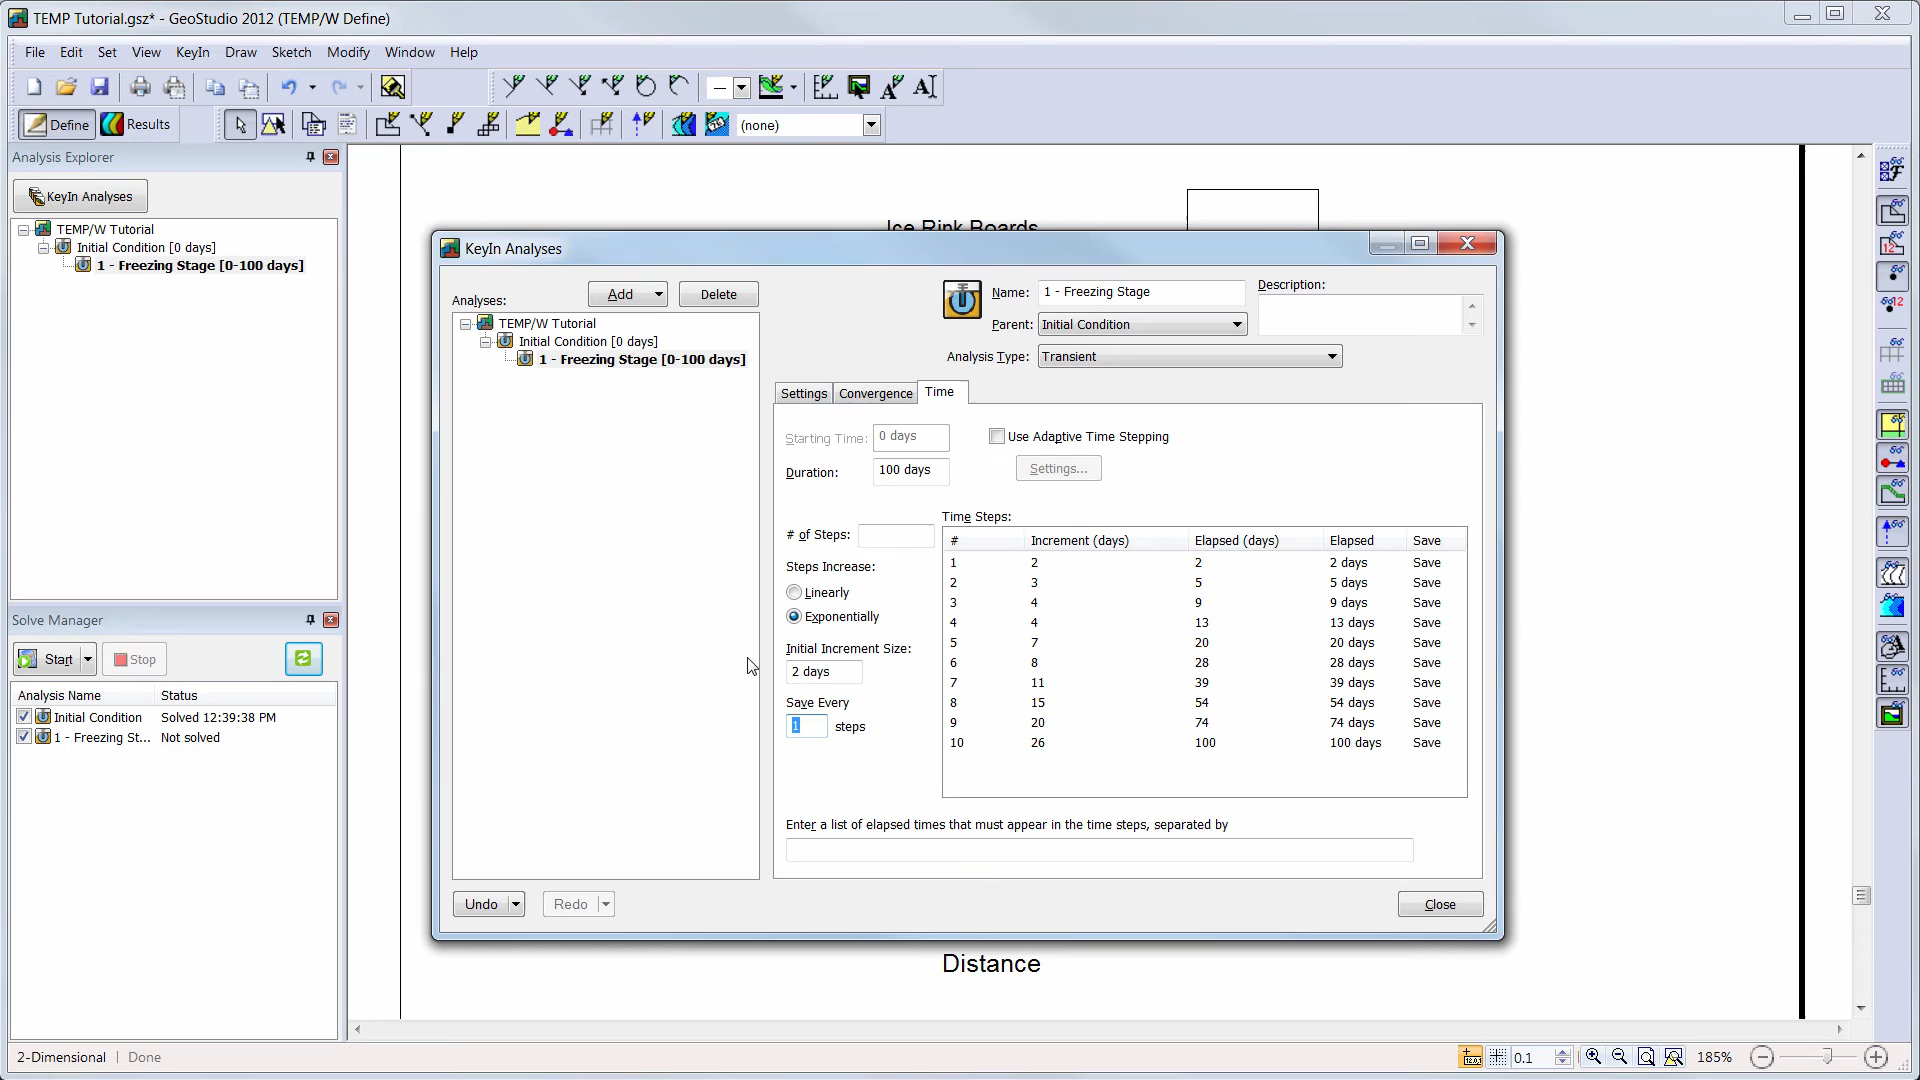 TEMP Tutorial.gsz* - GeoStudio 2012 (TEMP/W Define)
File Edit Set View KeyIn Draw Sketch Modify Window Help
Define Results (none)
Analysis Explorer
KeyIn Analyses
TEMP/W Tutorial
Initial Condition [0 days]
1 - Freezing Stage [0-100 days]
Solve Manager
Start Stop
Analysis Name Status
Initial Condition Solved 12:39:38 PM
1 - Freezing St... Not solved
Ice Rink Boards
KeyIn Analyses
Analyses: Add Delete
TEMP/W Tutorial
Initial Condition [0 days]
1 - Freezing Stage [0-100 days]
Name: 1 - Freezing Stage Description:
Parent: Initial Condition
Analysis Type: Transient
Settings Convergence Time
Starting Time: 0 days Use Adaptive Time Stepping
Duration: 100 days Settings...
# of Steps:
Steps Increase:
Linearly
Exponentially
Initial Increment Size:
2 days
Save Every
1 steps
Time Steps:
# Increment (days) Elapsed (days) Elapsed Save
1 2 2 2 days Save
2 3 5 5 days Save
3 4 9 9 days Save
4 4 13 13 days Save
5 7 20 20 days Save
6 8 28 28 days Save
7 11 39 39 days Save
8 15 54 54 days Save
9 20 74 74 days Save
10 26 100 100 days Save
Enter a list of elapsed times that must appear in the time steps, separated by
Undo Redo Close
Distance
2-Dimensional Done 0.1 185%